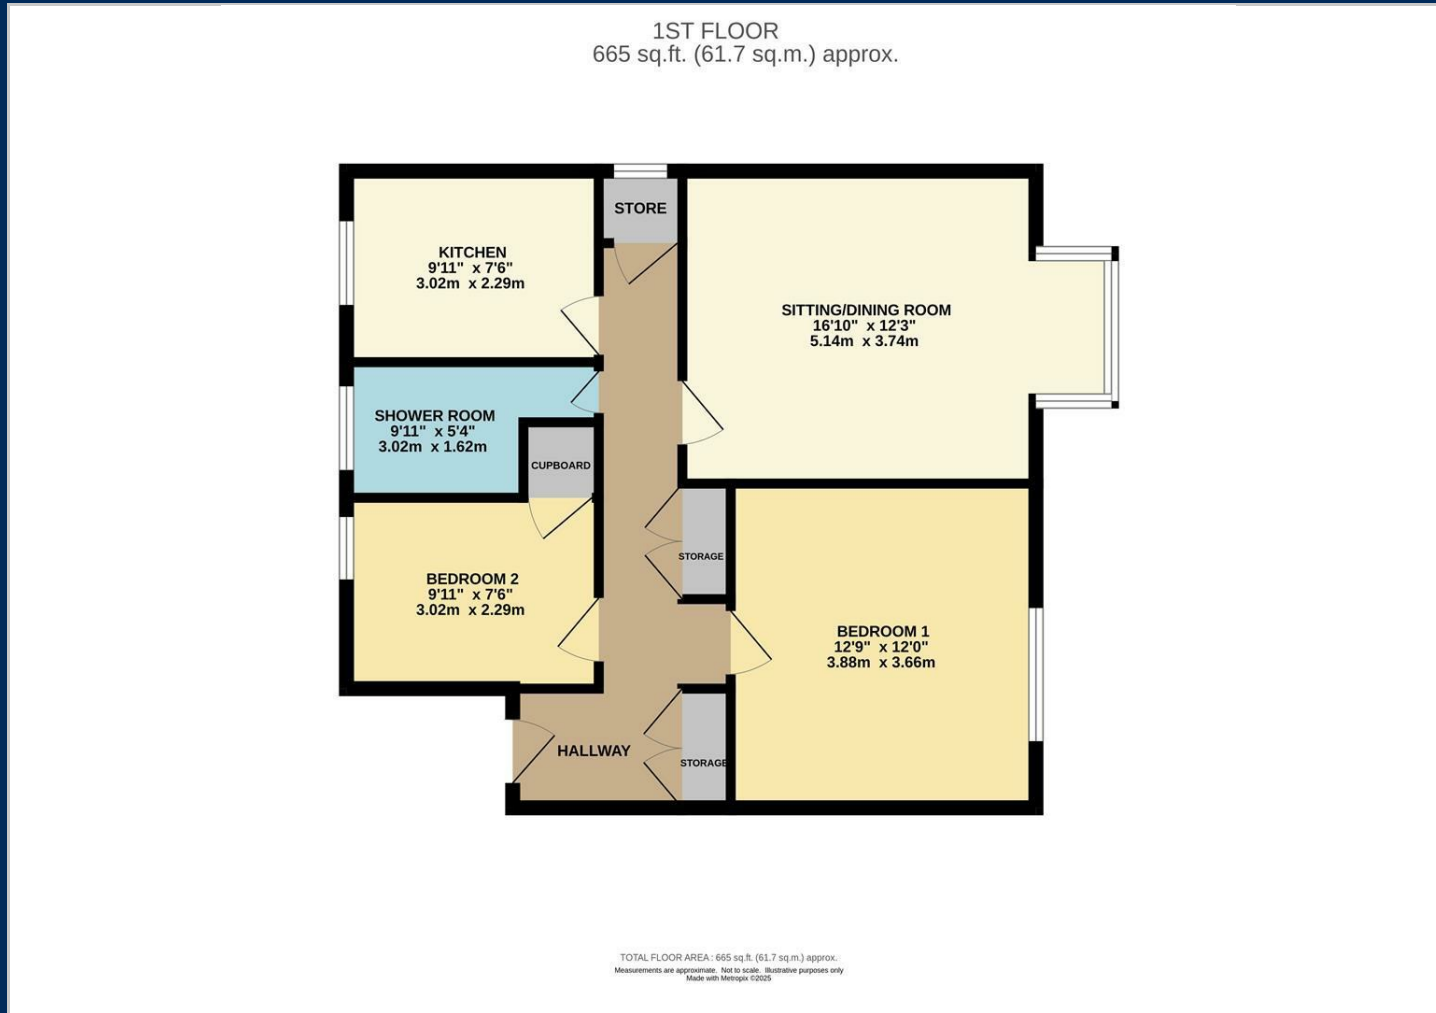 1ST FLOOR
665 sq.ft. (61.7 sq.m.) approx.
STORE
KITCHEN
9'11" x 7'6"
3.02m x 2.29m
SITTING/DINING ROOM
16'10" x 12'3"
5.14m x 3.74m
SHOWER ROOM
9'11" x 5'4"
3.02m x 1.62m
CUPBOARD
STORAGE
BEDROOM 2
9'11" x 7'6"
3.02m x 2.29m
BEDROOM 1
12'9" x 12'0"
3.88m x 3.66m
HALLWAY
STORAGE
TOTAL FLOOR AREA : 665 sq.ft. (61.7 sq.m.) approx.
Measurements are approximate. Not to scale. Illustrative purposes only
Made with Metropix ©2025